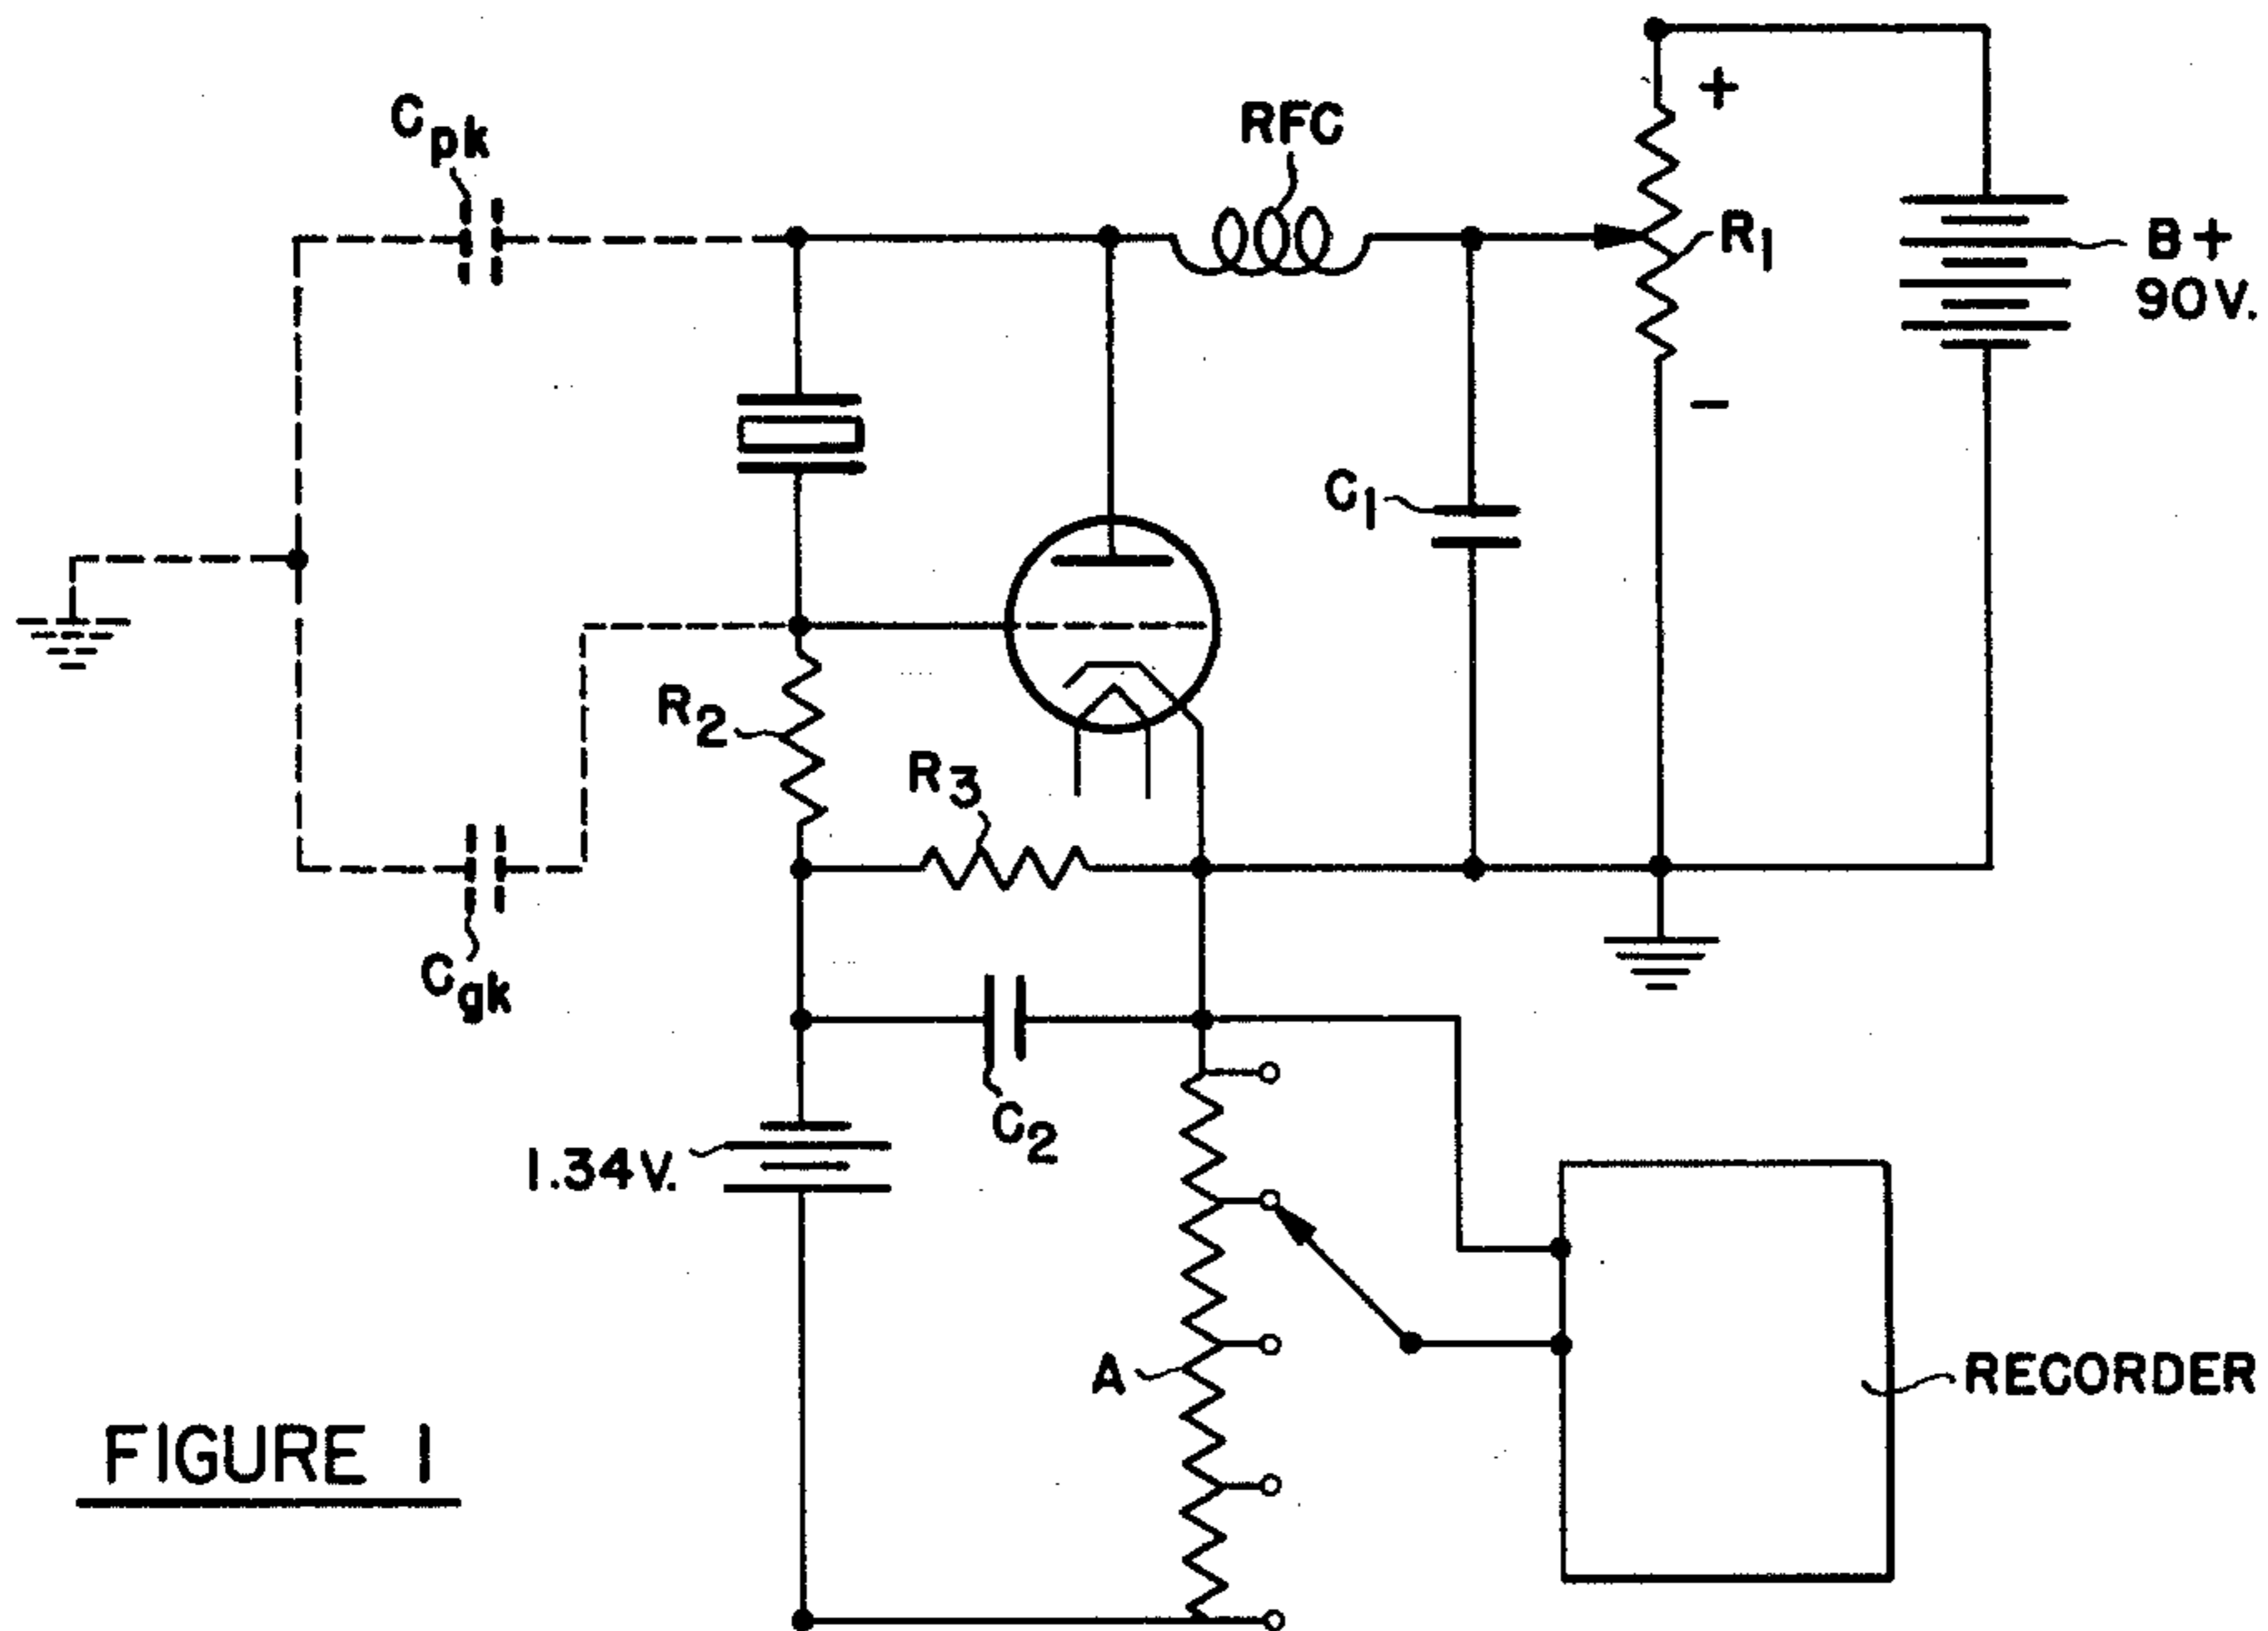 Cpk
RFC
+
R1
B+
90V.
−
C1
R2
R3
Cgk
C2
1.34V.
A
RECORDER
FIGURE 1